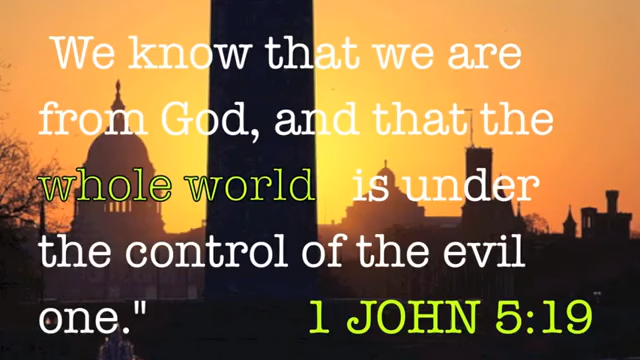 We know that we are
from God, and that the
whole world is under
the control of the evil
one." 1 JOHN 5:19